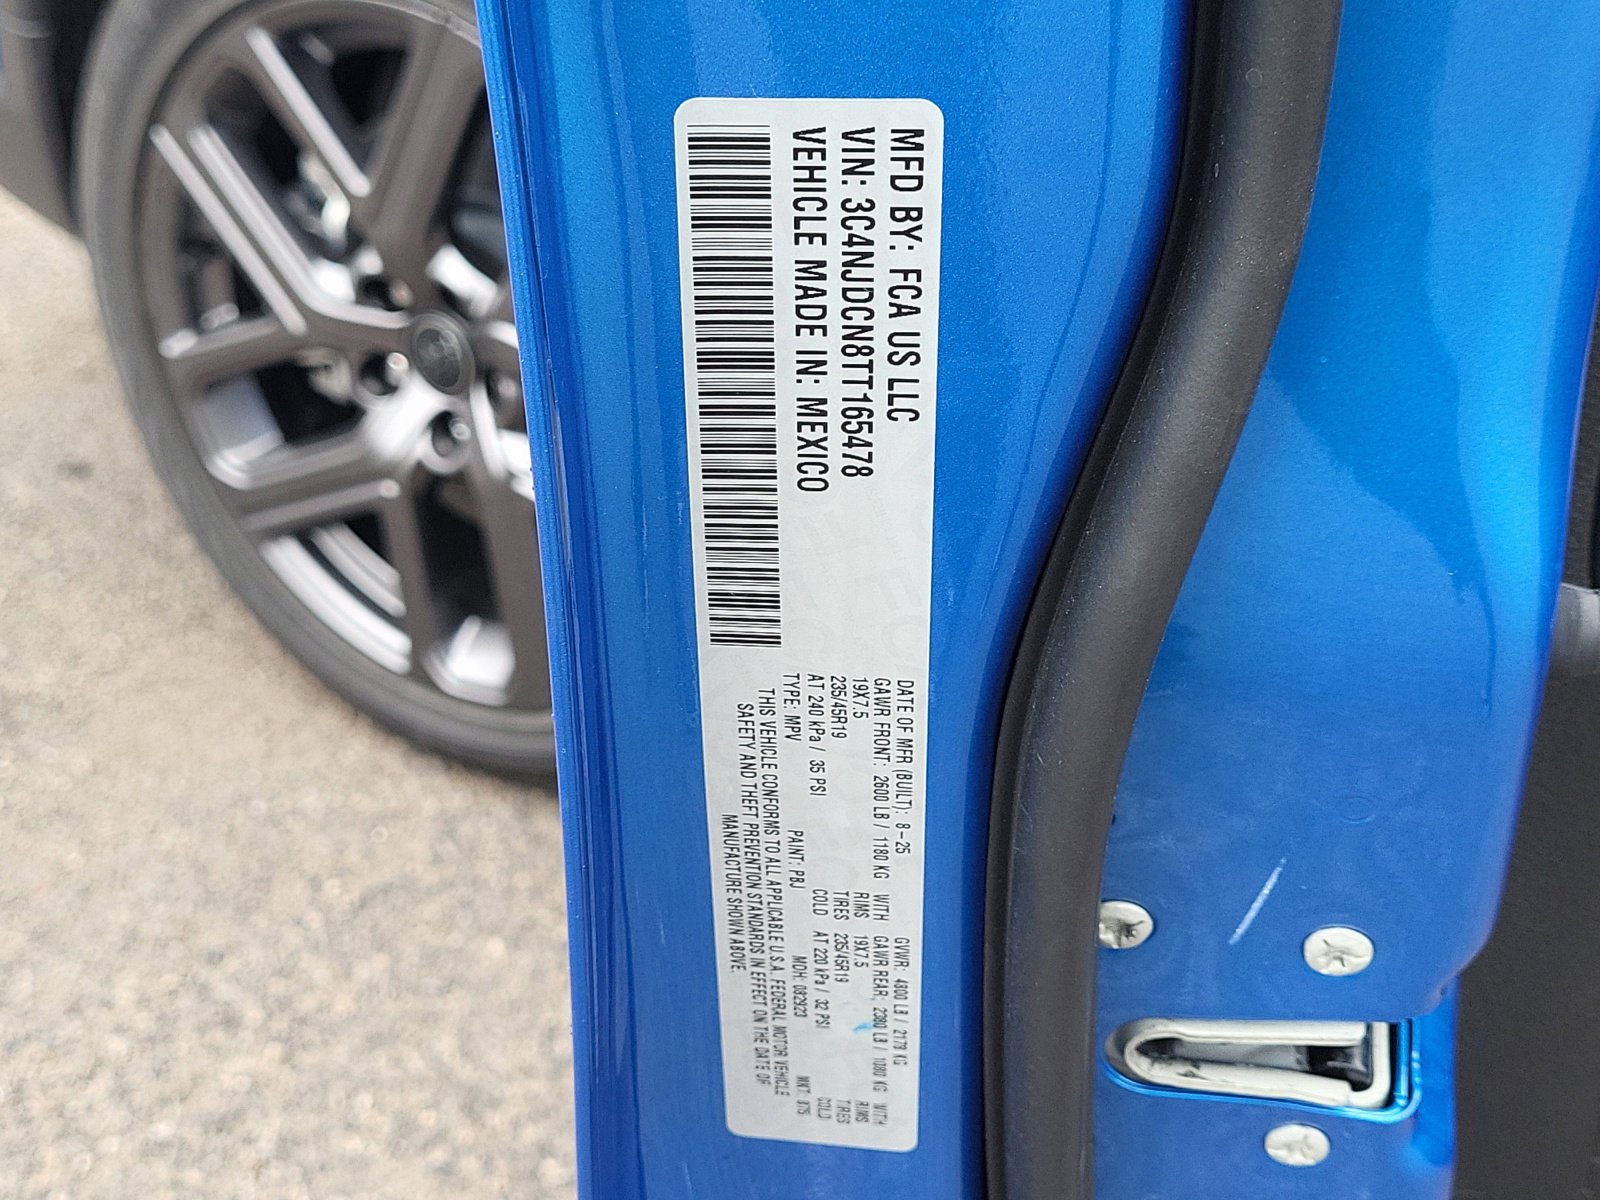 MFD BY: FCA US LLC
VIN: 3C4NJDCN8TT165478
VEHICLE MADE IN: MEXICO
DATE OF MFR (BUILT): 8-25 GVWR: 4800 LB / 2179 KG
GAWR FRONT: 2600 LB / 1180 KG WITH GAWR REAR: 2380 LB / 1080 KG WITH
19X7.5 RIMS 19X7.5 RIMS
235/45R19 TIRES 235/45R19 TIRES
AT 240 kPa / 35 PSI COLD AT 220 kPa / 32 PSI COLD
TYPE: MPV PAINT: PBJ MDH: 082923 MKT: 875
THIS VEHICLE CONFORMS TO ALL APPLICABLE U.S.A. FEDERAL MOTOR VEHICLE
SAFETY AND THEFT PREVENTION STANDARDS IN EFFECT ON THE DATE OF
MANUFACTURE SHOWN ABOVE.